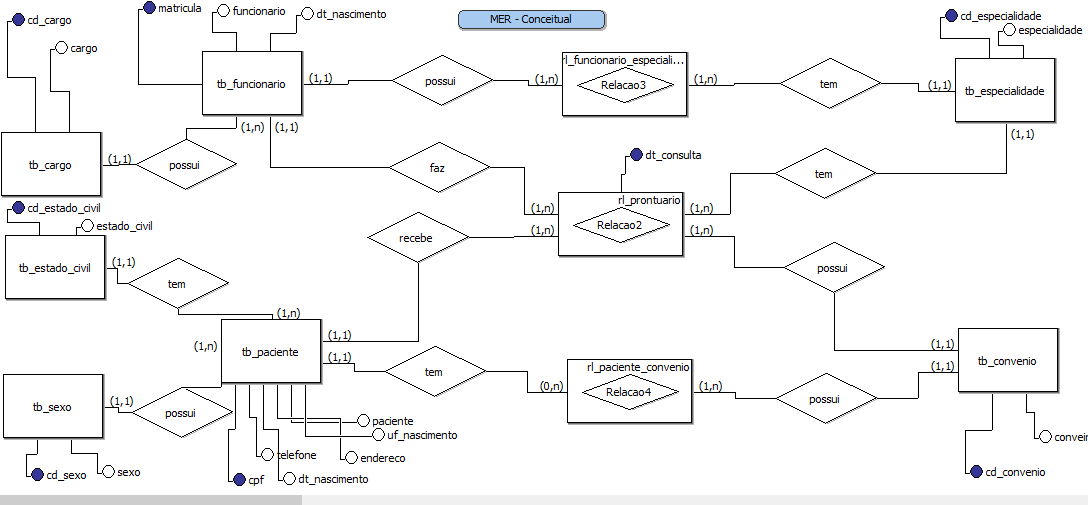 cd_cargo
matricula
funcionario
dt_nascimento
MER - Conceitual
cd_especialidade
especialidade
cargo
tb_funcionario
(1,1)
possui
(1,n)
rl_funcionario_especiali...
Relacao3
(1,n)
tem
(1,1)
tb_especialidade
(1,n)
(1,1)
(1,1)
tb_cargo
(1,1)
possui
faz
dt_consulta
tem
cd_estado_civil
estado_civil
(1,n)
rl_prontuario
(1,n)
Relacao2
recebe
(1,n)
(1,n)
tb_estado_civil
(1,1)
tem
possui
(1,n)
(1,n)
tb_paciente
(1,1)
(1,1)
(1,1)
(1,1)
tb_convenio
tem
(0,n)
rl_paciente_convenio
Relacao4
(1,n)
possui
tb_sexo
(1,1)
possui
paciente
uf_nascimento
telefone
endereco
conveir
cd_sexo
sexo
cpf
dt_nascimento
cd_convenio